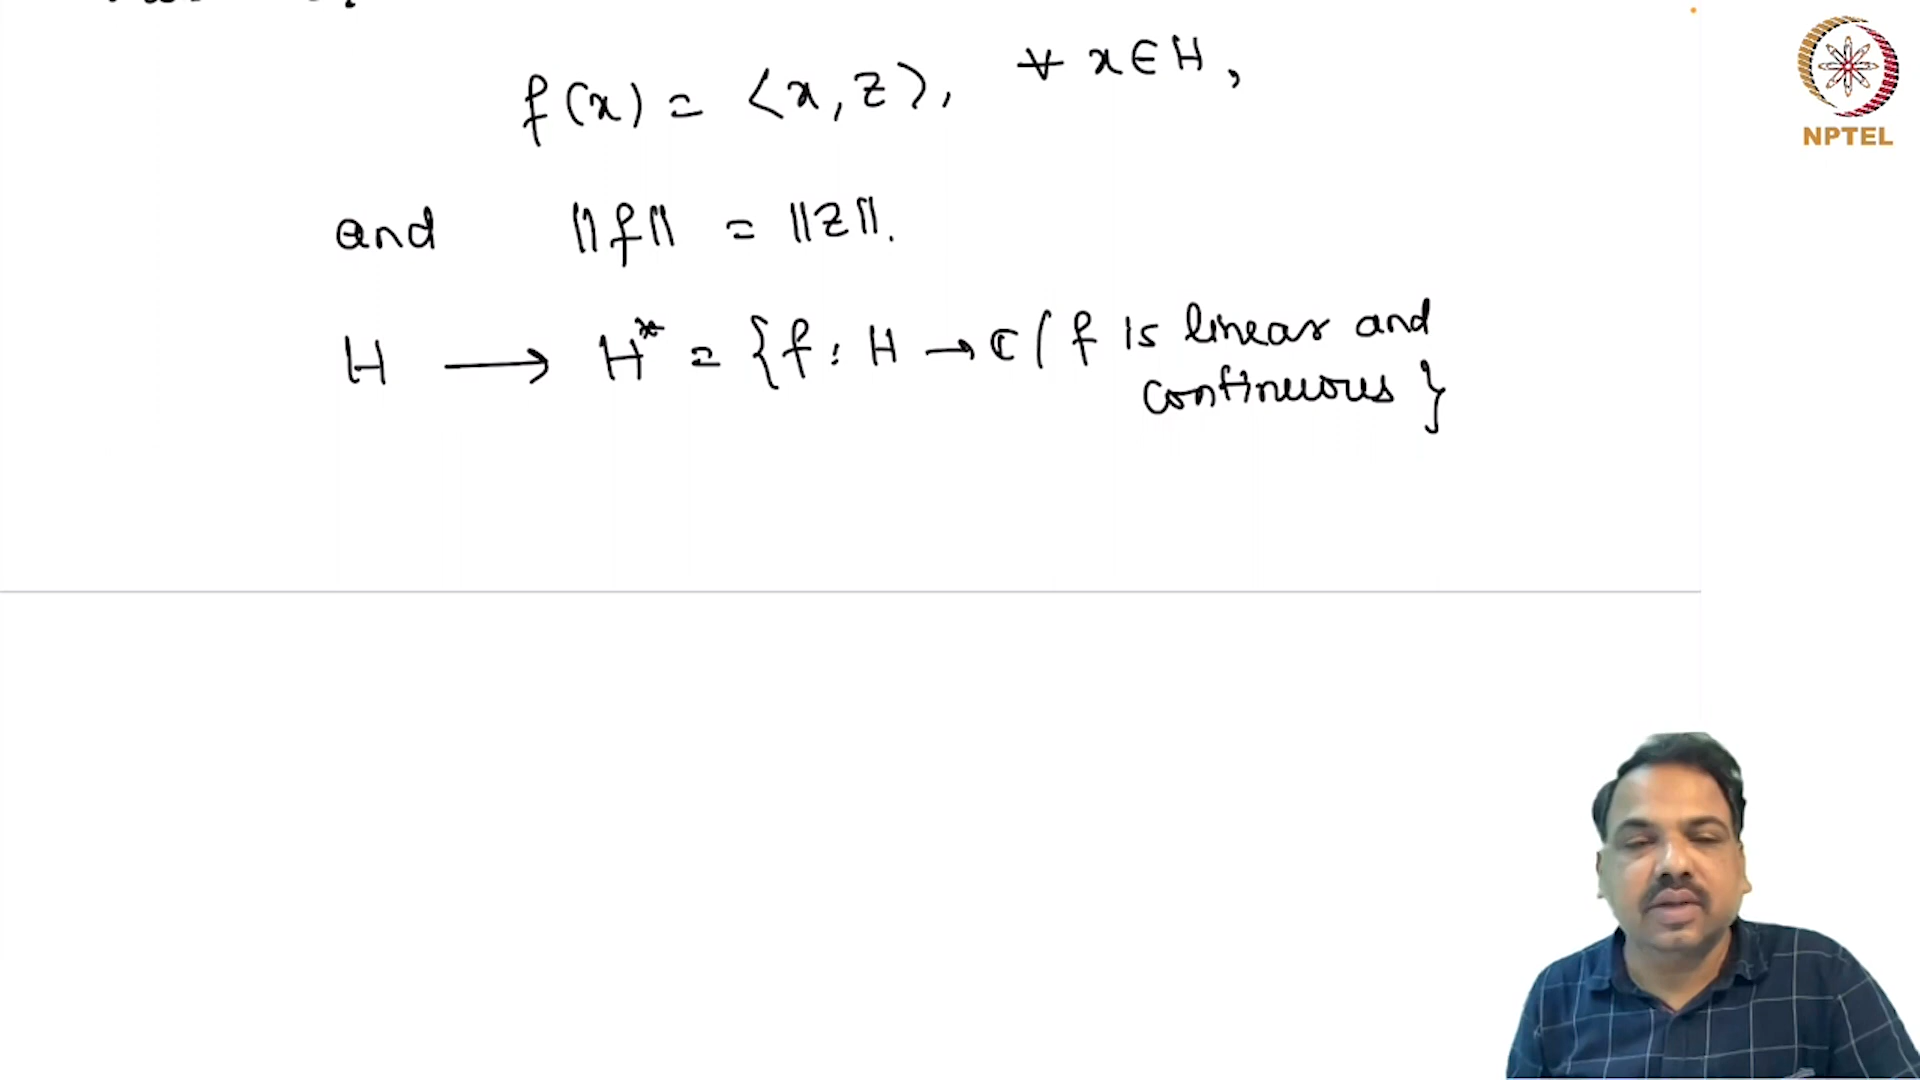 f(x) = ⟨x, z⟩, ∀ x ∈ H,
NPTEL
and ‖f‖ = ‖z‖.
H → H* = {f : H → ℂ / f is linear and
continuous }